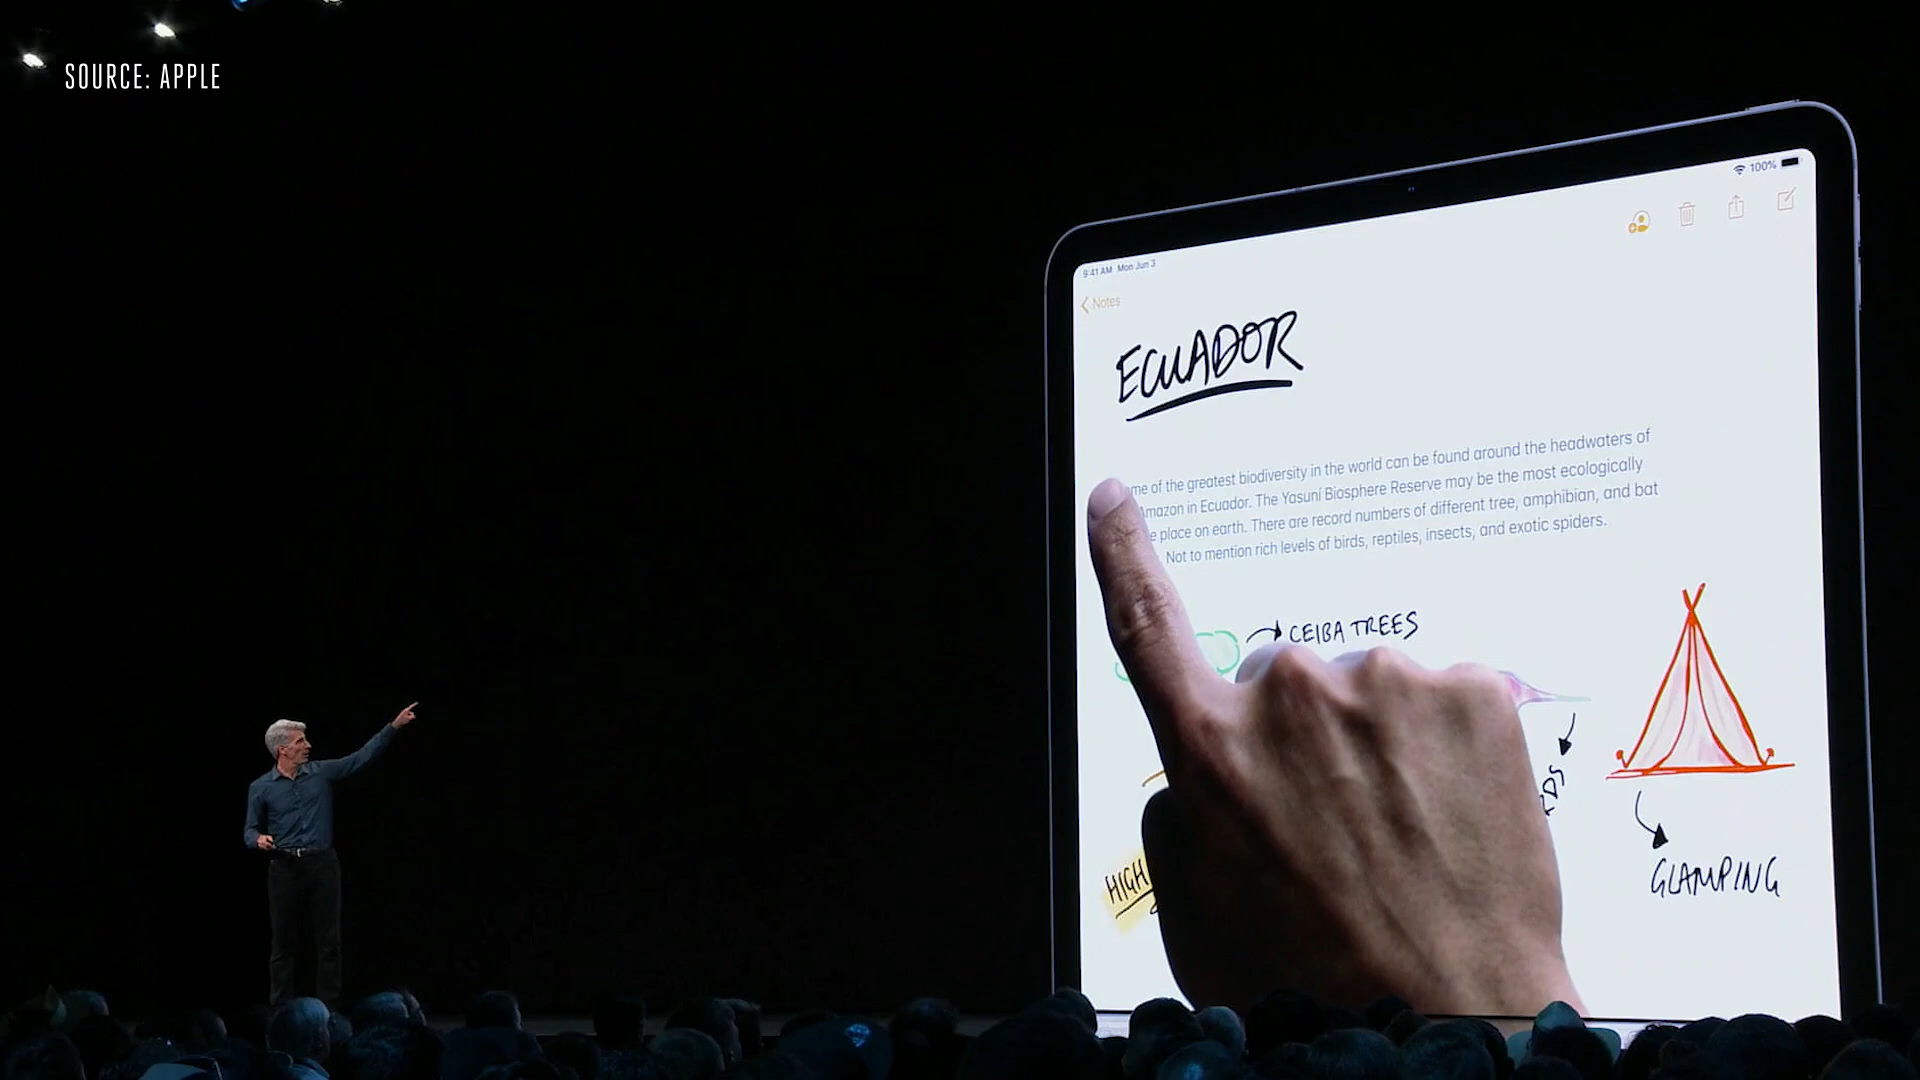 SOURCE: APPLE
100%
9:41 AM Mon Jun 3
Notes
ECUADOR
ome of the greatest biodiversity in the world can be found around the headwaters of
Amazon in Ecuador. The Yasuní Biosphere Reserve may be the most ecologically
e place on earth. There are record numbers of different tree, amphibian, and bat
. Not to mention rich levels of birds, reptiles, insects, and exotic spiders.
CEIBA TREES
HIGH
GLAMPING